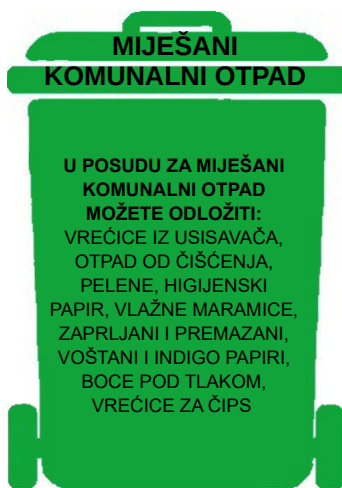 MIJEŠANI
KOMUNALNI OTPAD
U POSUDU ZA MIJEŠANI
KOMUNALNI OTPAD
MOŽETE ODLOŽITI:
VREĆICE IZ USISAVAČA,
OTPAD OD ČIŠĆENJA,
PELENE, HIGIJENSKI
PAPIR, VLAŽNE MARAMICE,
ZAPRLJANI I PREMAZANI,
VOŠTANI I INDIGO PAPIRI,
BOCE POD TLAKOM,
VREĆICE ZA ČIPS